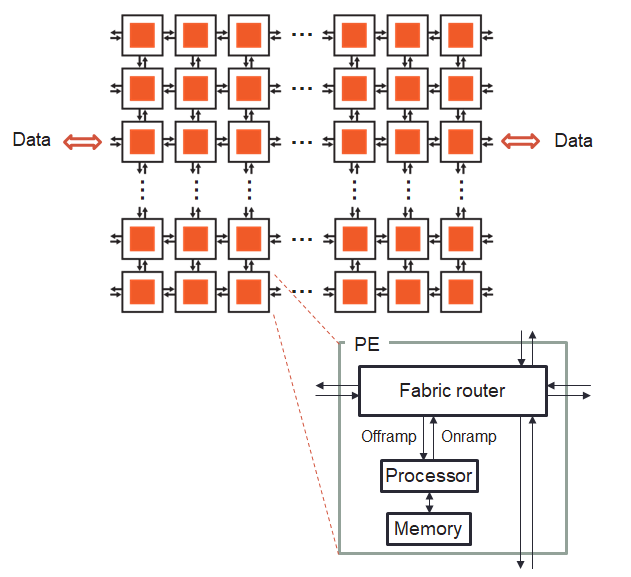 Data
Data
PE
Fabric router
Offramp
Onramp
Processor
Memory